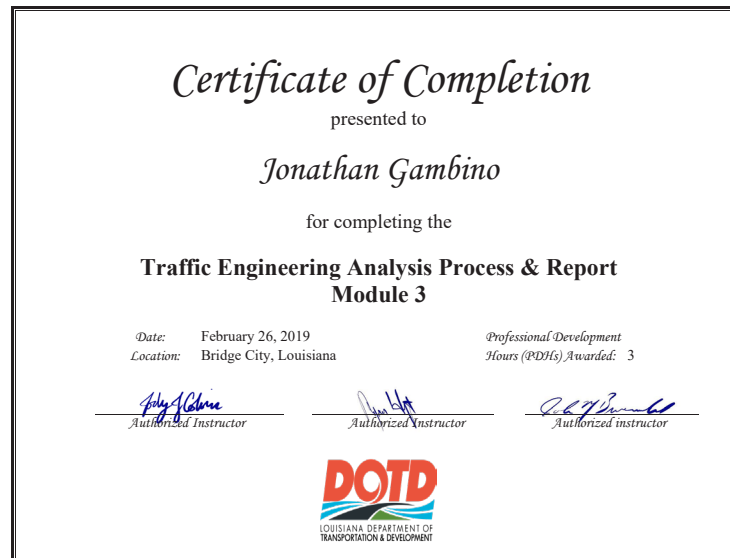 Certificate of Completion
presented to
Jonathan Gambino
for completing the
Traffic Engineering Analysis Process & Report
Module 3
Date: February 26, 2019
Location: Bridge City, Louisiana
Professional Development
Hours (PDHs) Awarded: 3
Authorized Instructor
Authorized Instructor
Authorized instructor
DOTD
LOUISIANA DEPARTMENT OF
TRANSPORTATION & DEVELOPMENT